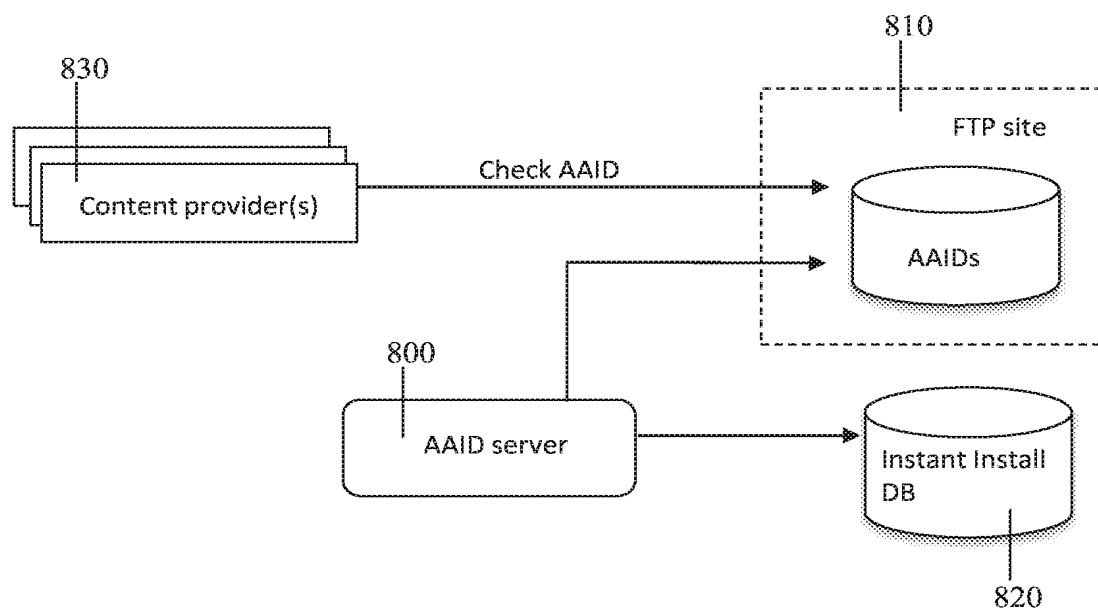 810
830
FTP site
Check AAID
Content provider(s)
AAIDs
800
AAID server
Instant Install
DB
820